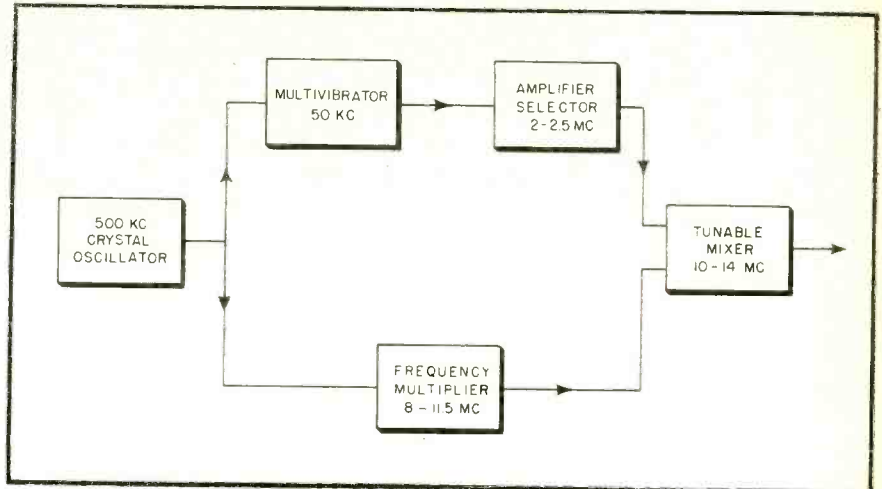 MULTIVIBRATOR
50 KC
AMPLIFIER
SELECTOR
2-2.5 MC
500 KC
CRYSTAL
OSCILLATOR
TUNABLE
MIXER
10-14 MC
FREQUENCY
MULTIPLIER
8-11.5 MC